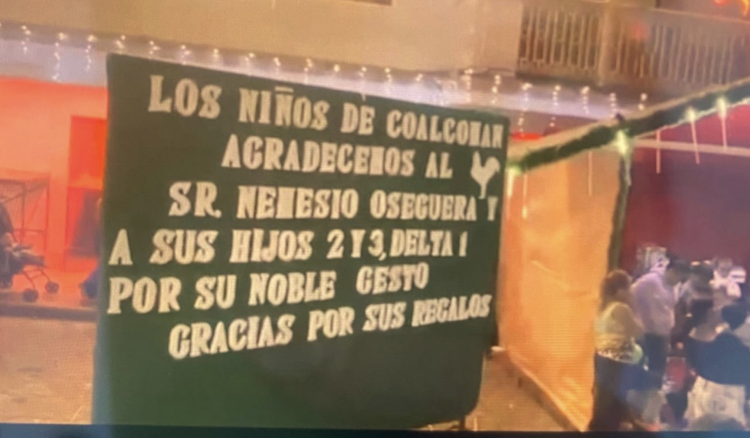 LOS NIÑOS DE COALCOMAN
AGRADECEMOS AL
SR. NEMESIO OSEGUERA Y
A SUS HIJOS 2 Y 3, DELTA 1
POR SU NOBLE GESTO
GRACIAS POR SUS REGALOS